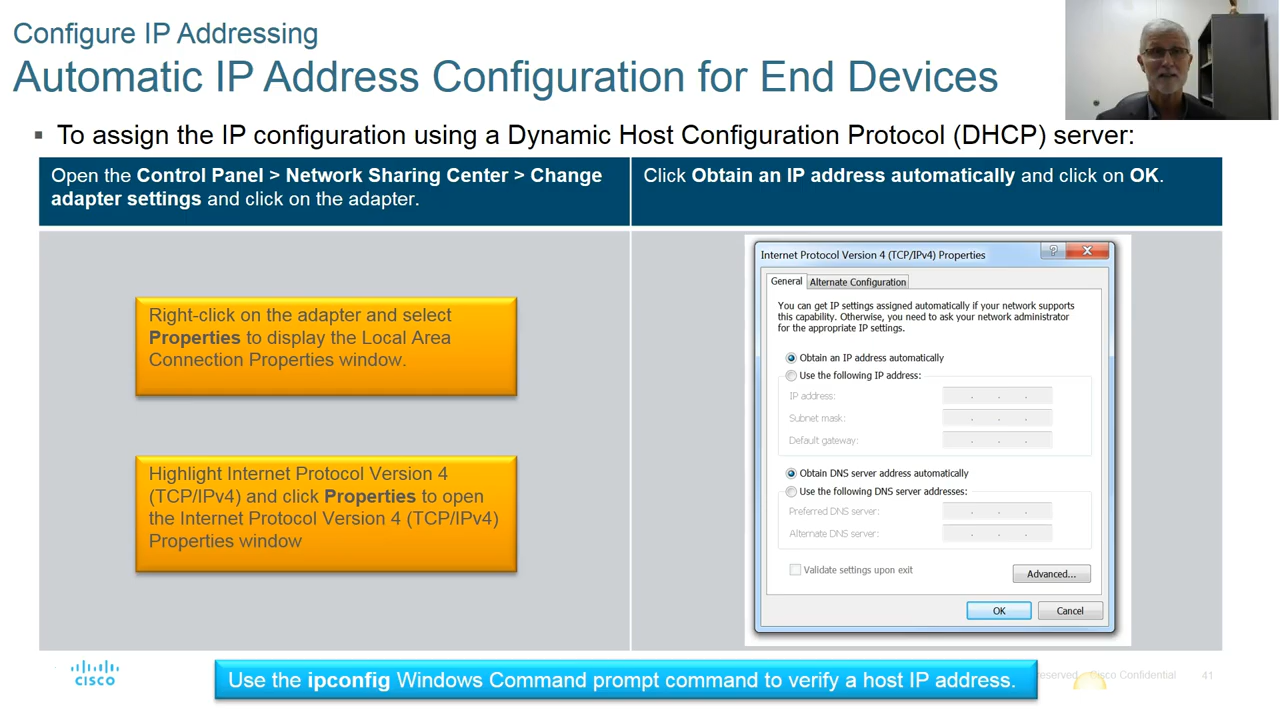 Configure IP Addressing
Automatic IP Address Configuration for End Devices
▪ To assign the IP configuration using a Dynamic Host Configuration Protocol (DHCP) server:
Open the Control Panel > Network Sharing Center > Change
adapter settings and click on the adapter.
Click Obtain an IP address automatically and click on OK.
Right-click on the adapter and select
Properties to display the Local Area
Connection Properties window.
Highlight Internet Protocol Version 4
(TCP/IPv4) and click Properties to open
the Internet Protocol Version 4 (TCP/IPv4)
Properties window
Internet Protocol Version 4 (TCP/IPv4) Properties
?
General
Alternate Configuration
You can get IP settings assigned automatically if your network supports
this capability. Otherwise, you need to ask your network administrator
for the appropriate IP settings.
Obtain an IP address automatically
Use the following IP address:
IP address:
Subnet mask:
Default gateway:
Obtain DNS server address automatically
Use the following DNS server addresses:
Preferred DNS server:
Alternate DNS server:
Validate settings upon exit
Advanced...
OK
Cancel
CISCO
Use the ipconfig Windows Command prompt command to verify a host IP address.
Cisco Confidential
41